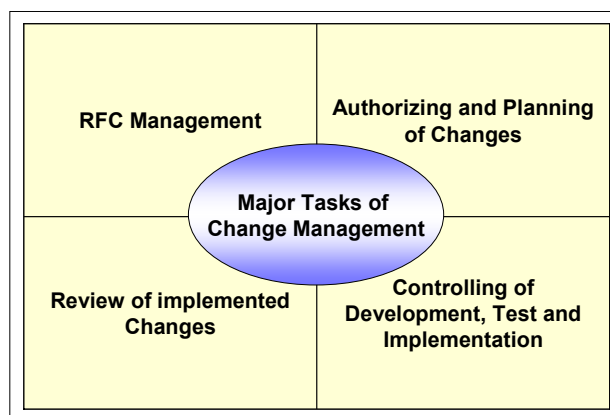 RFC Management
Authorizing and Planning
of Changes
Major Tasks of
Change Management
Review of implemented
Changes
Controlling of
Development, Test and
Implementation